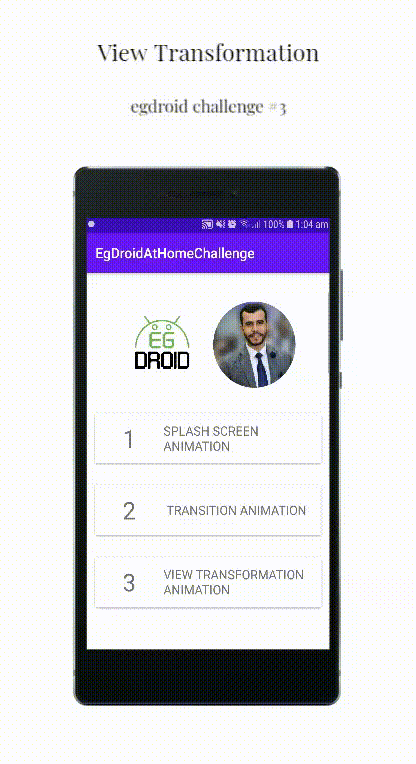 View Transformation
egdroid challenge #3
100% 1:04 am
EgDroidAtHomeChallenge
EG
DROID
1
SPLASH SCREEN
ANIMATION
2
TRANSITION ANIMATION
3
VIEW TRANSFORMATION
ANIMATION